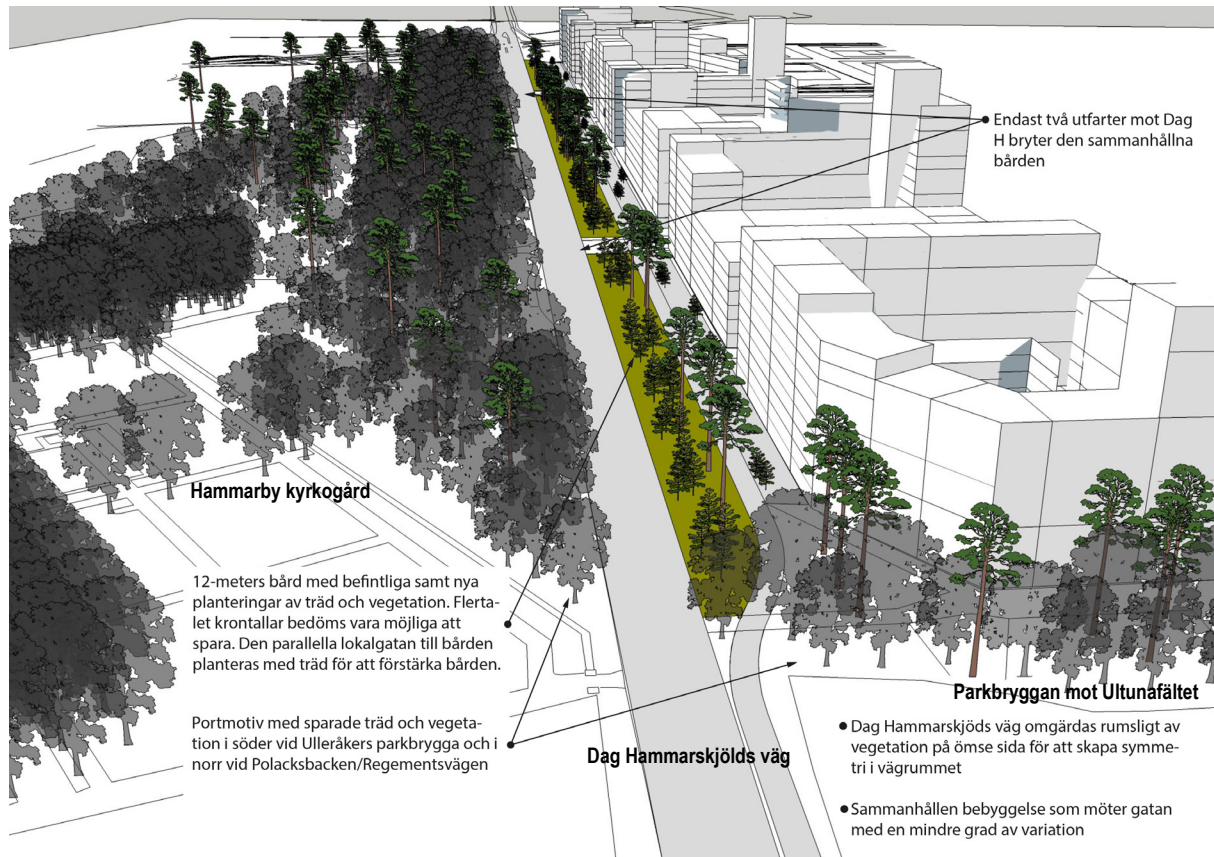 Endast två utfarter mot Dag
H bryter den sammanhållna
bården
Hammarby kyrkogård
12-meters bård med befintliga samt nya
planteringar av träd och vegetation. Flerta-
let krontallar bedöms vara möjliga att
spara. Den parallella lokalgatan till bården
planteras med träd för att förstärka bården.
Portmotiv med sparade träd och vegeta-
tion i söder vid Ulleråkers parkbrygga och i
norr vid Polacksbacken/Regementsvägen
Dag Hammarskjölds väg
Parkbryggan mot Ultunafältet
• Dag Hammarskjöds väg omgärdas rumsligt av
vegetation på ömse sida för att skapa symme-
tri i vägrummet
• Sammanhållen bebyggelse som möter gatan
med en mindre grad av variation